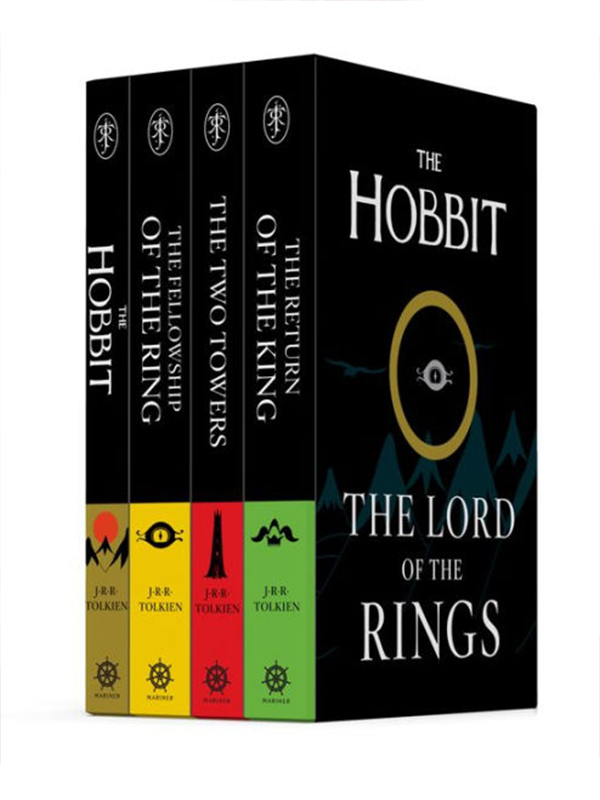 THE
HOBBIT
J·R·R·
TOLKIEN
MARINER
THE FELLOWSHIP
OF THE RING
J·R·R·
TOLKIEN
MARINER
THE TWO TOWERS
J·R·R·
TOLKIEN
MARINER
THE RETURN
OF THE KING
J·R·R·
TOLKIEN
MARINER
THE
HOBBIT
THE LORD
OF THE
RINGS